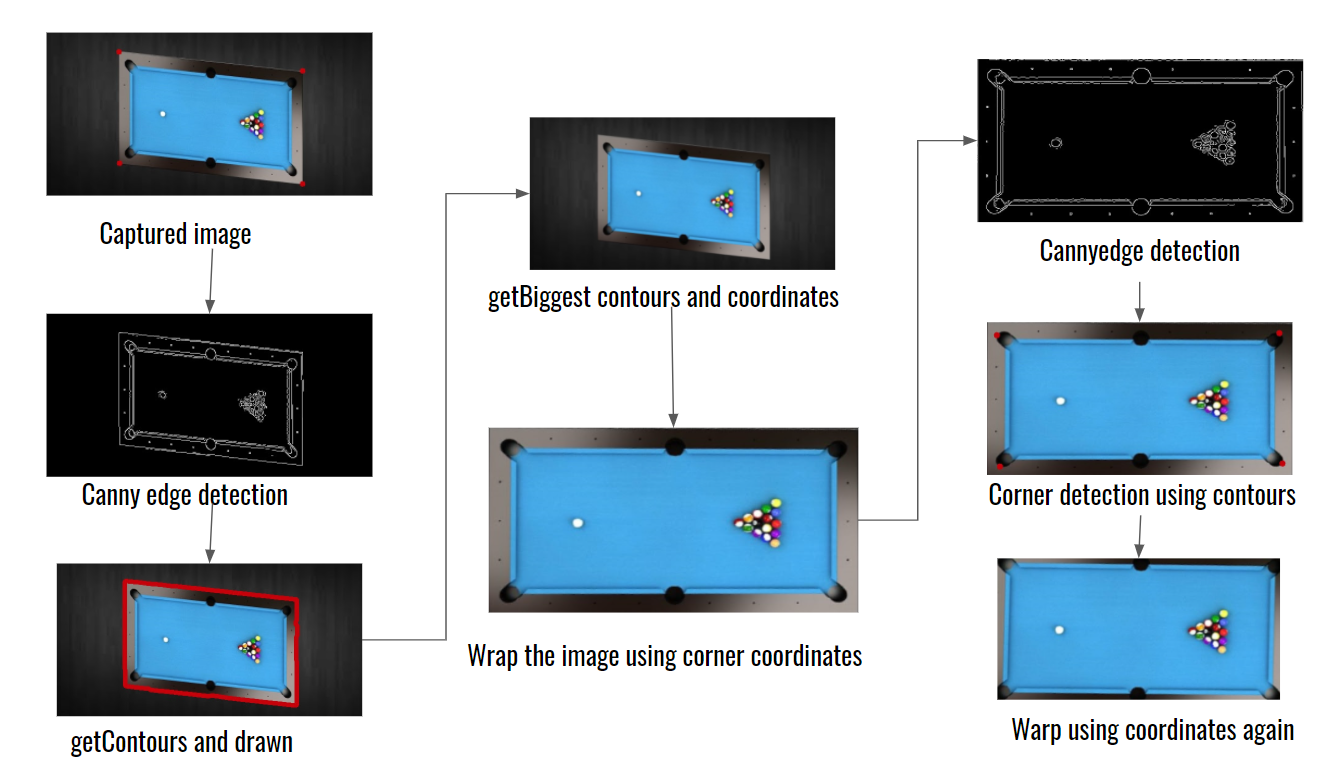 Captured image
Canny edge detection
getContours and drawn
getBiggest contours and coordinates
Wrap the image using corner coordinates
Cannyedge detection
Corner detection using contours
Warp using coordinates again